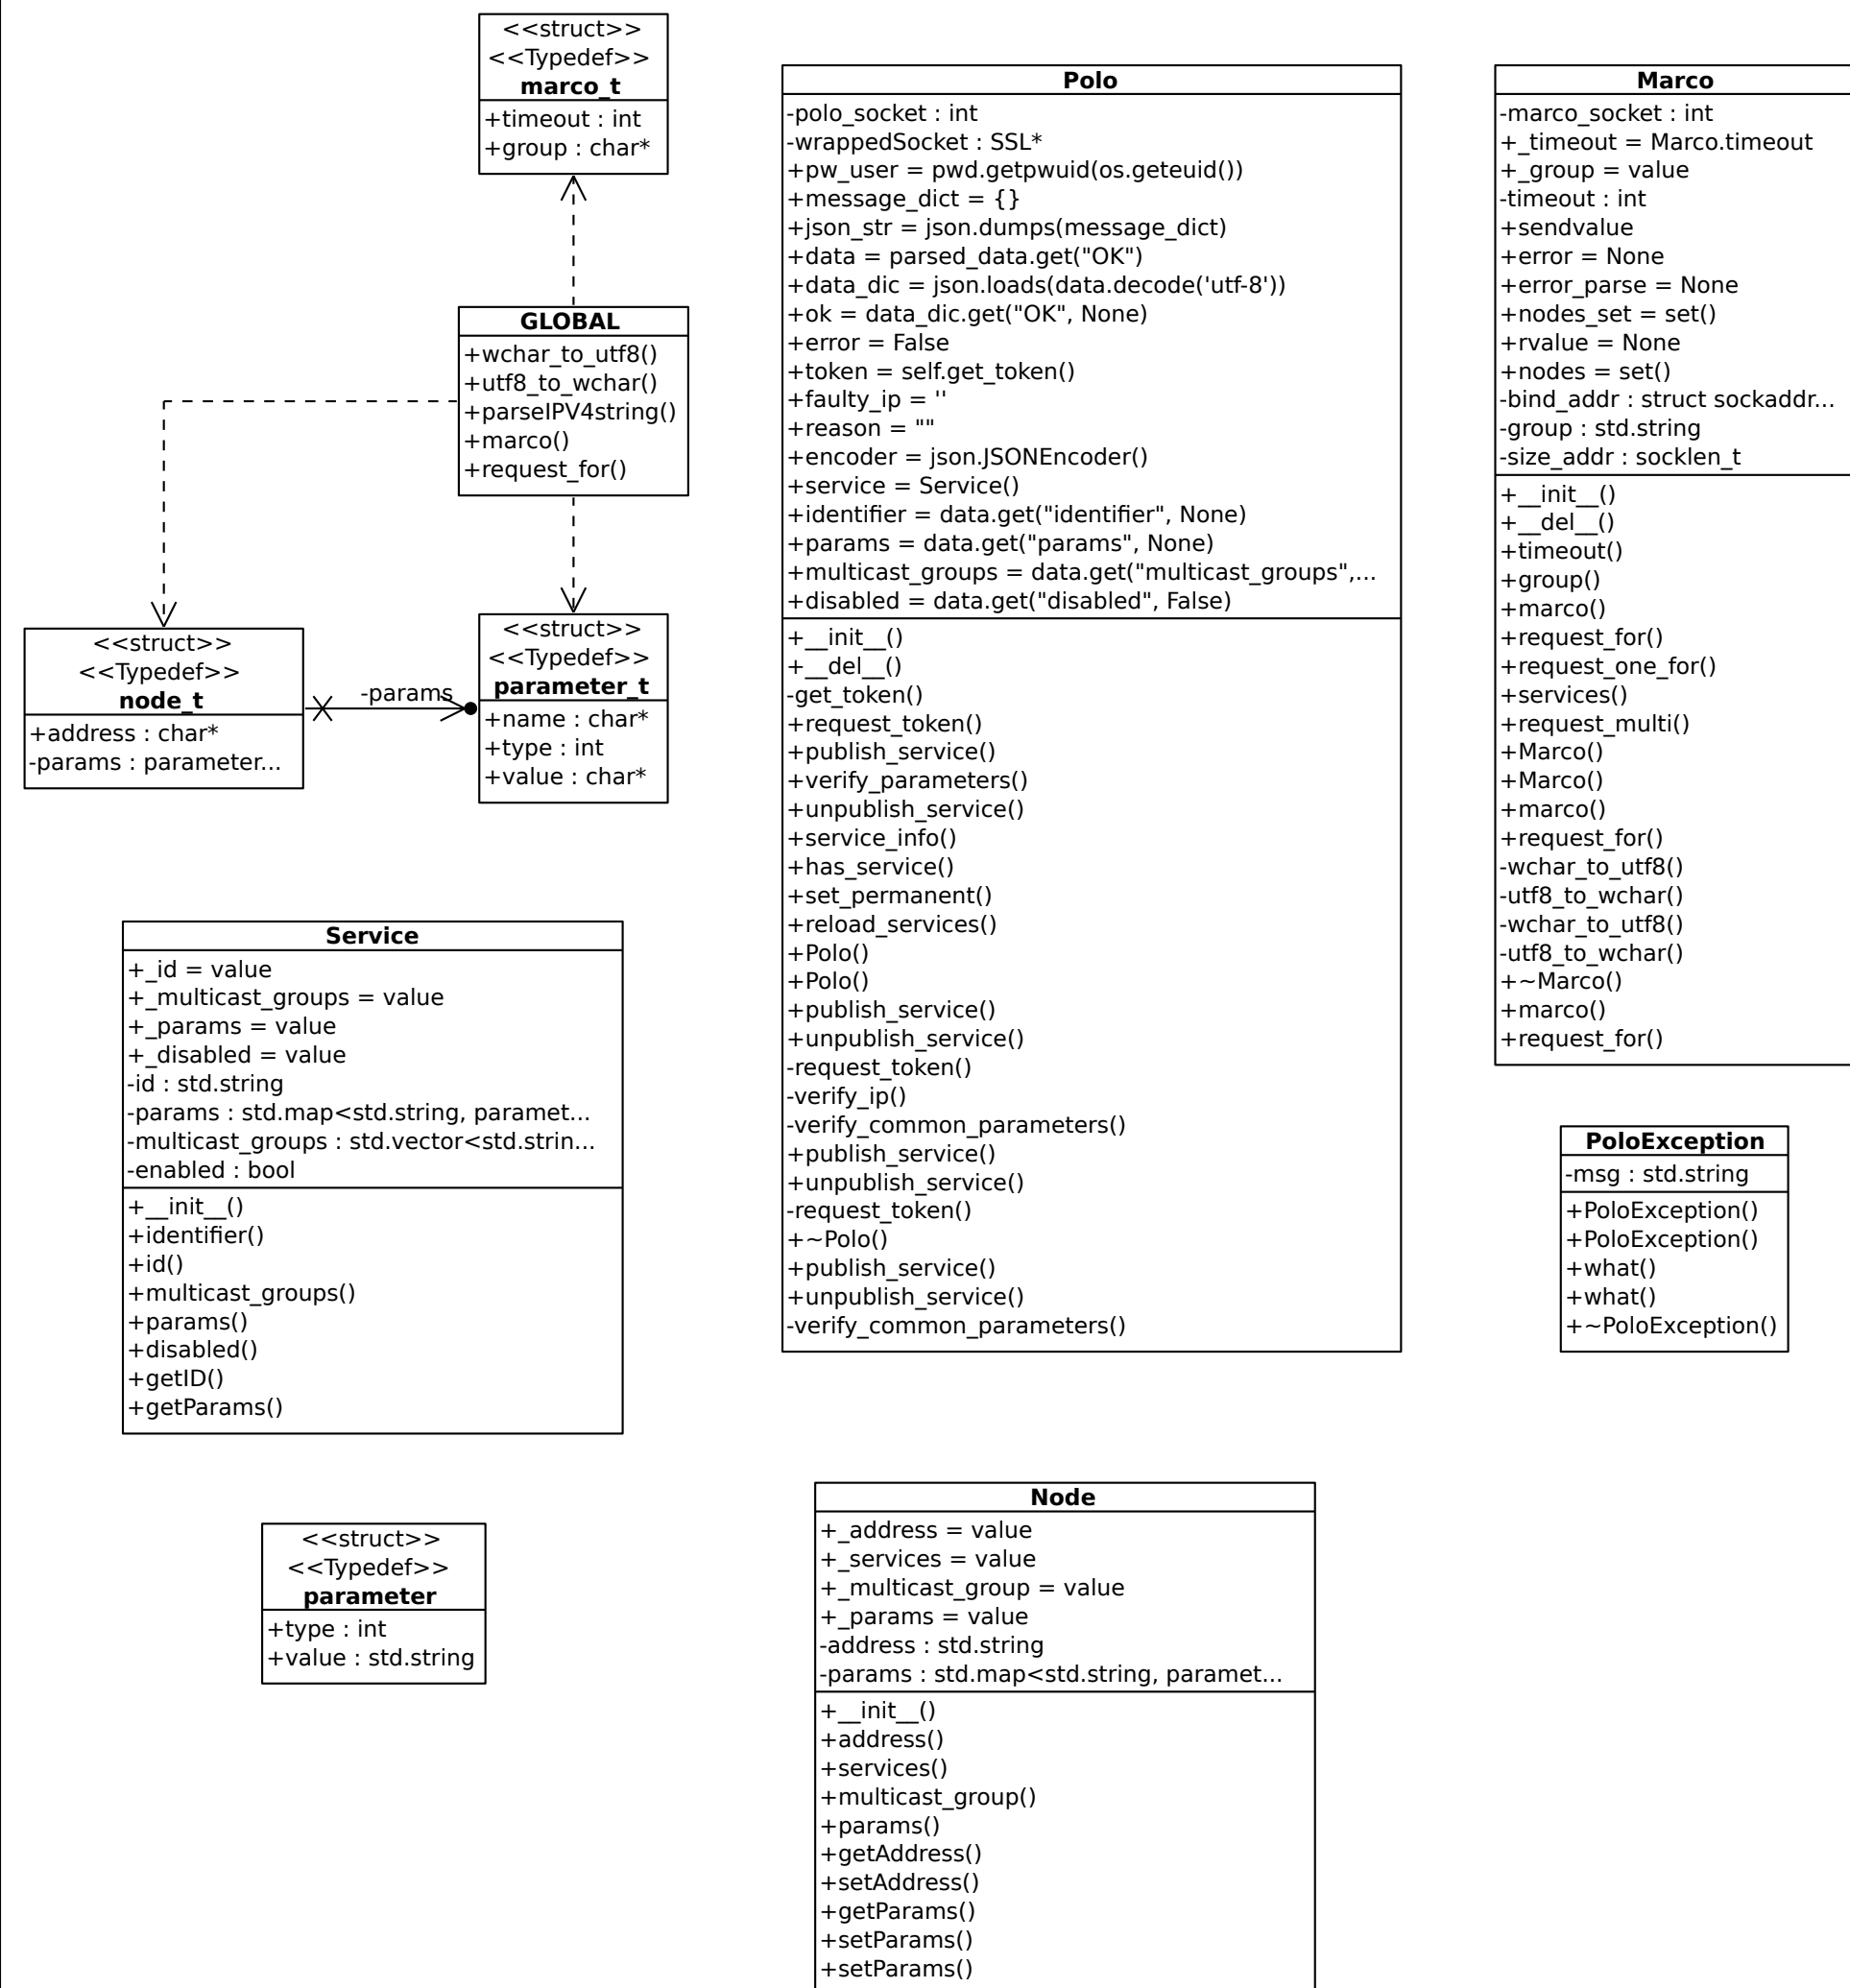 <<struct>>
<<Typedef>>
marco_t
+timeout : int
+group : char*
GLOBAL
+wchar_to_utf8()
+utf8_to_wchar()
+parseIPV4string()
+marco()
+request_for()
<<struct>>
<<Typedef>>
node_t
+address : char*
-params : parameter...
-params
<<struct>>
<<Typedef>>
parameter_t
+name : char*
+type : int
+value : char*
Service
+_id = value
+_multicast_groups = value
+_params = value
+_disabled = value
-id : std.string
-params : std.map<std.string, paramet...
-multicast_groups : std.vector<std.strin...
-enabled : bool
+__init__()
+identifier()
+id()
+multicast_groups()
+params()
+disabled()
+getID()
+getParams()
<<struct>>
<<Typedef>>
parameter
+type : int
+value : std.string
Polo
-polo_socket : int
-wrappedSocket : SSL*
+pw_user = pwd.getpwuid(os.geteuid())
+message_dict = {}
+json_str = json.dumps(message_dict)
+data = parsed_data.get("OK")
+data_dic = json.loads(data.decode('utf-8'))
+ok = data_dic.get("OK", None)
+error = False
+token = self.get_token()
+faulty_ip = ''
+reason = ""
+encoder = json.JSONEncoder()
+service = Service()
+identifier = data.get("identifier", None)
+params = data.get("params", None)
+multicast_groups = data.get("multicast_groups",...
+disabled = data.get("disabled", False)
+__init__()
+__del__()
-get_token()
+request_token()
+publish_service()
+verify_parameters()
+unpublish_service()
+service_info()
+has_service()
+set_permanent()
+reload_services()
+Polo()
+Polo()
+publish_service()
+unpublish_service()
-request_token()
-verify_ip()
-verify_common_parameters()
+publish_service()
+unpublish_service()
-request_token()
+~Polo()
+publish_service()
+unpublish_service()
-verify_common_parameters()
Node
+_address = value
+_services = value
+_multicast_group = value
+_params = value
-address : std.string
-params : std.map<std.string, paramet...
+__init__()
+address()
+services()
+multicast_group()
+params()
+getAddress()
+setAddress()
+getParams()
+setParams()
+setParams()
Marco
-marco_socket : int
+_timeout = Marco.timeout
+_group = value
-timeout : int
+sendvalue
+error = None
+error_parse = None
+nodes_set = set()
+rvalue = None
+nodes = set()
-bind_addr : struct sockaddr...
-group : std.string
-size_addr : socklen_t
+__init__()
+__del__()
+timeout()
+group()
+marco()
+request_for()
+request_one_for()
+services()
+request_multi()
+Marco()
+Marco()
+marco()
+request_for()
-wchar_to_utf8()
-utf8_to_wchar()
-wchar_to_utf8()
-utf8_to_wchar()
+~Marco()
+marco()
+request_for()
PoloException
-msg : std.string
+PoloException()
+PoloException()
+what()
+what()
+~PoloException()